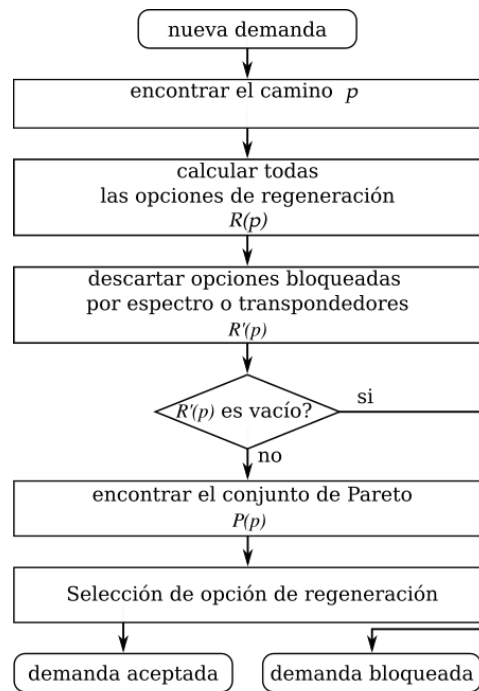 nueva demanda
encontrar el camino p
calcular todas
las opciones de regeneración
R(p)
descartar opciones bloqueadas
por espectro o transpondedores
R'(p)
R'(p) es vacío?
si
no
encontrar el conjunto de Pareto
P(p)
Selección de opción de regeneración
demanda aceptada
demanda bloqueada